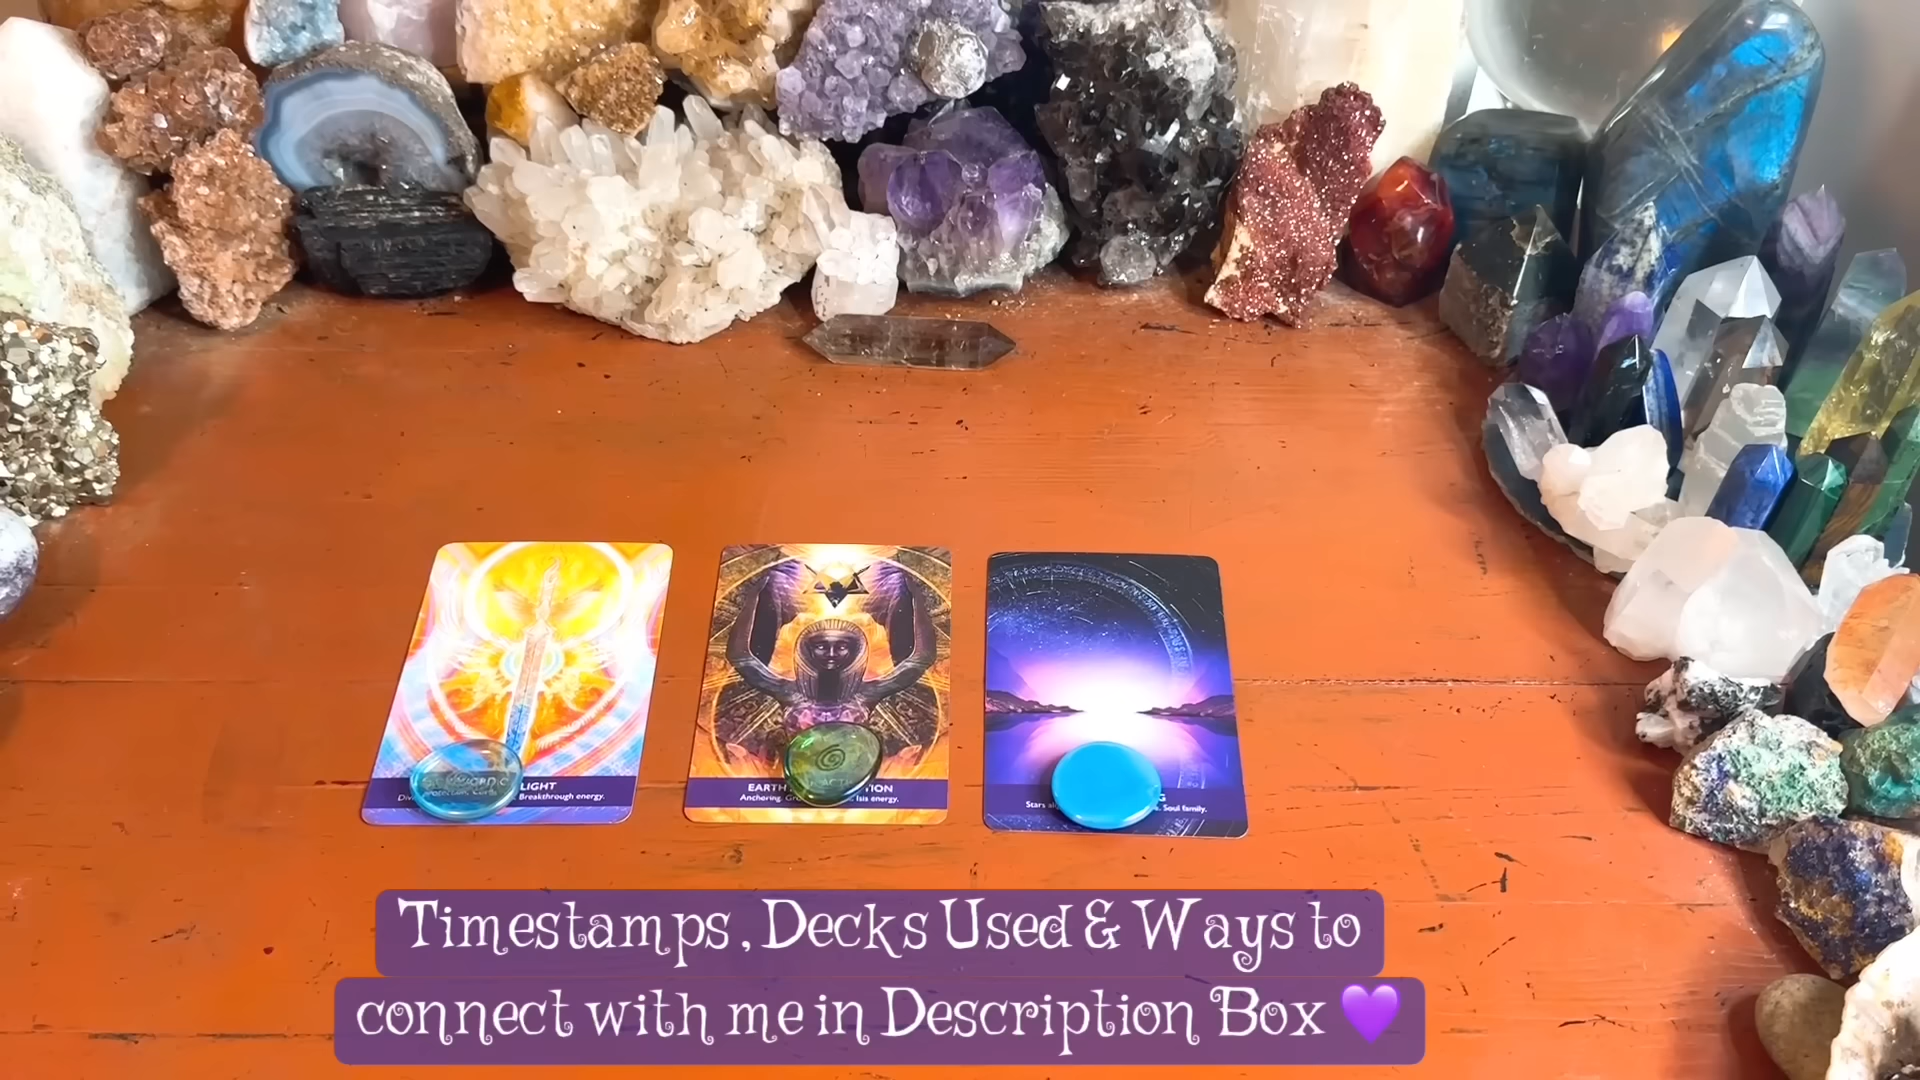 LIGHT
Breakthrough energy.
EARTH
Anchoring. Isis energy.
Stars Soul family.
Timestamps, Decks Used & Ways to
connect with me in Description Box 💜